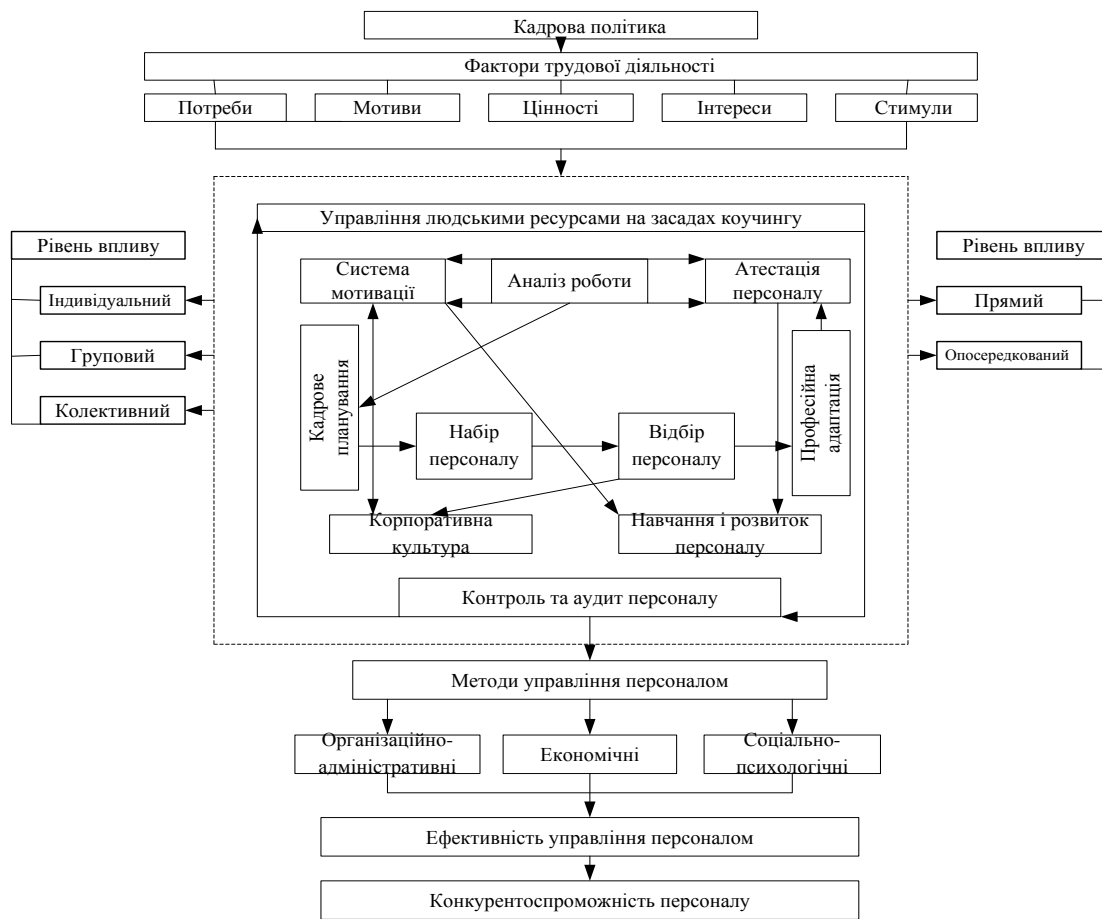 Кадрова політика
Фактори трудової діяльності
Потреби
Мотиви
Цінності
Інтереси
Стимули
Управління людськими ресурсами на засадах коучингу
Рівень впливу
Індивідуальний
Груповий
Колективний
Рівень впливу
Прямий
Опосередкований
Система
мотивації
Аналіз роботи
Атестація
персоналу
Кадрове
планування
Набір
персоналу
Відбір
персоналу
Професійна
адаптація
Корпоративна
культура
Навчання і розвиток
персоналу
Контроль та аудит персоналу
Методи управління персоналом
Організаційно-
адміністративні
Економічні
Соціально-
психологічні
Ефективність управління персоналом
Конкурентоспроможність персоналу